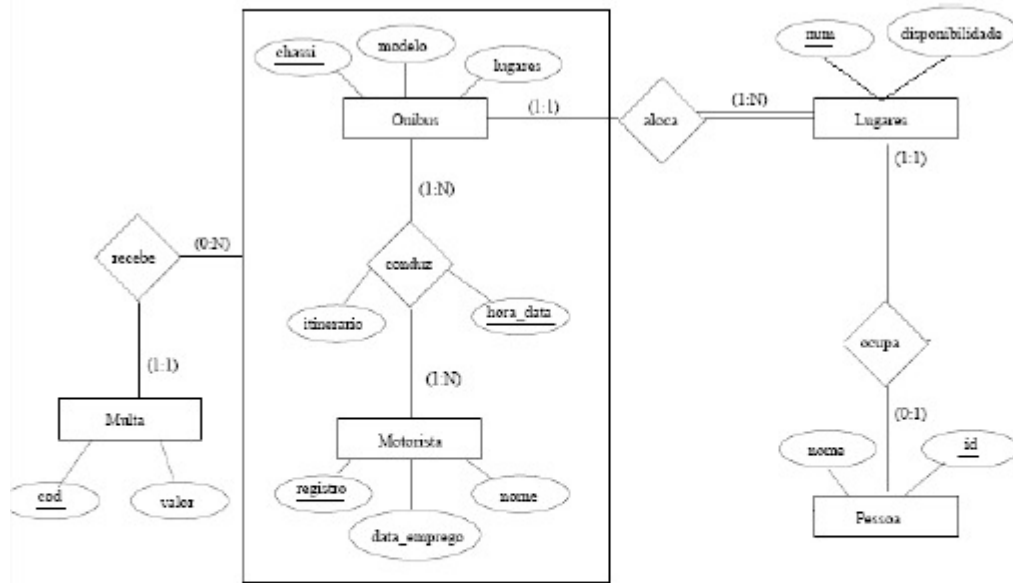 chassi
modelo
lugares
Onibus
(1:1)
aloca
(1:N)
num
disponibilidade
Lugares
(1:1)
(1:N)
recebe
(0:N)
conduz
itinerario
hora_data
ocupa
(1:1)
(1:N)
(0:1)
Multa
cod
valor
Motorista
registro
nome
data_emprego
nome
id
Pessoa